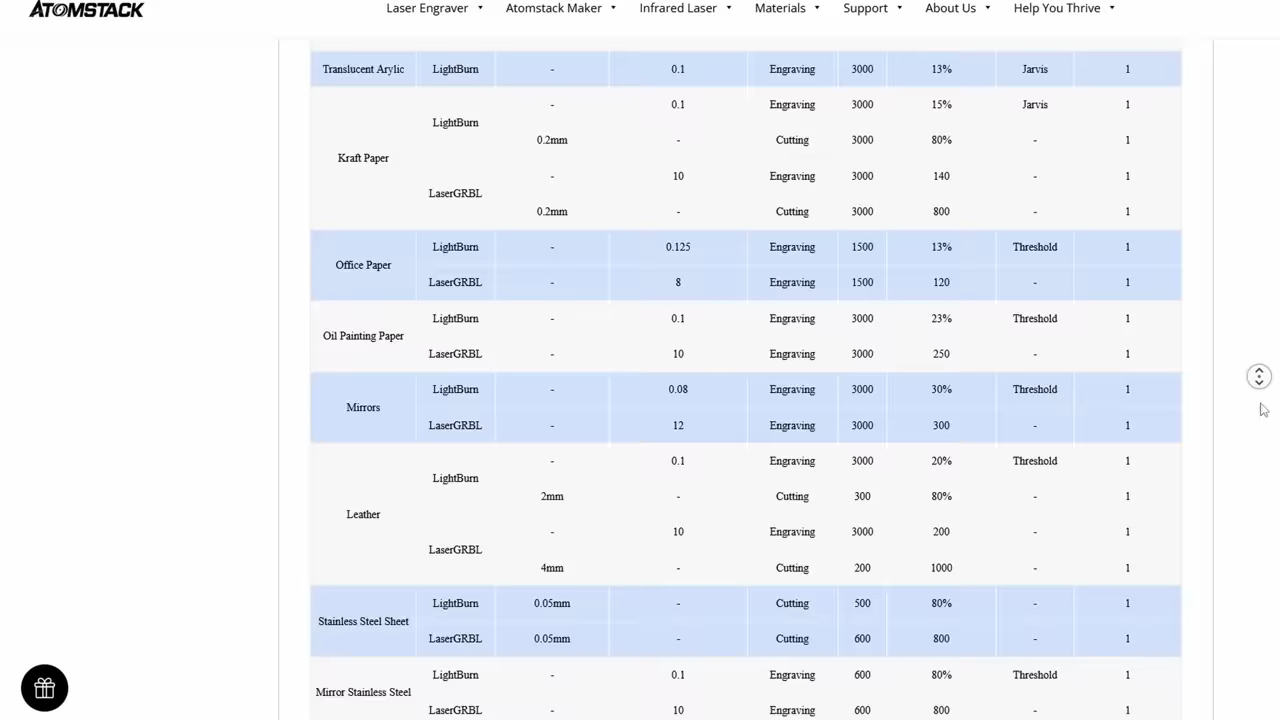 ATOMSTACK
Laser Engraver Atomstack Maker Infrared Laser Materials Support About Us Help You Thrive
Translucent Arylic LightBurn - 0.1 Engraving 3000 13% Jarvis 1
Kraft Paper LightBurn - 0.1 Engraving 3000 15% Jarvis 1
0.2mm - Cutting 3000 80% - 1
LaserGRBL - 10 Engraving 3000 140 - 1
0.2mm - Cutting 3000 800 - 1
Office Paper LightBurn - 0.125 Engraving 1500 13% Threshold 1
LaserGRBL - 8 Engraving 1500 120 - 1
Oil Painting Paper LightBurn - 0.1 Engraving 3000 23% Threshold 1
LaserGRBL - 10 Engraving 3000 250 - 1
Mirrors LightBurn - 0.08 Engraving 3000 30% Threshold 1
LaserGRBL - 12 Engraving 3000 300 - 1
Leather LightBurn - 0.1 Engraving 3000 20% Threshold 1
2mm - Cutting 300 80% - 1
LaserGRBL - 10 Engraving 3000 200 - 1
4mm - Cutting 200 1000 - 1
Stainless Steel Sheet LightBurn 0.05mm - Cutting 500 80% - 1
LaserGRBL 0.05mm - Cutting 600 800 - 1
Mirror Stainless Steel LightBurn - 0.1 Engraving 600 80% Threshold 1
LaserGRBL - 10 Engraving 600 800 - 1